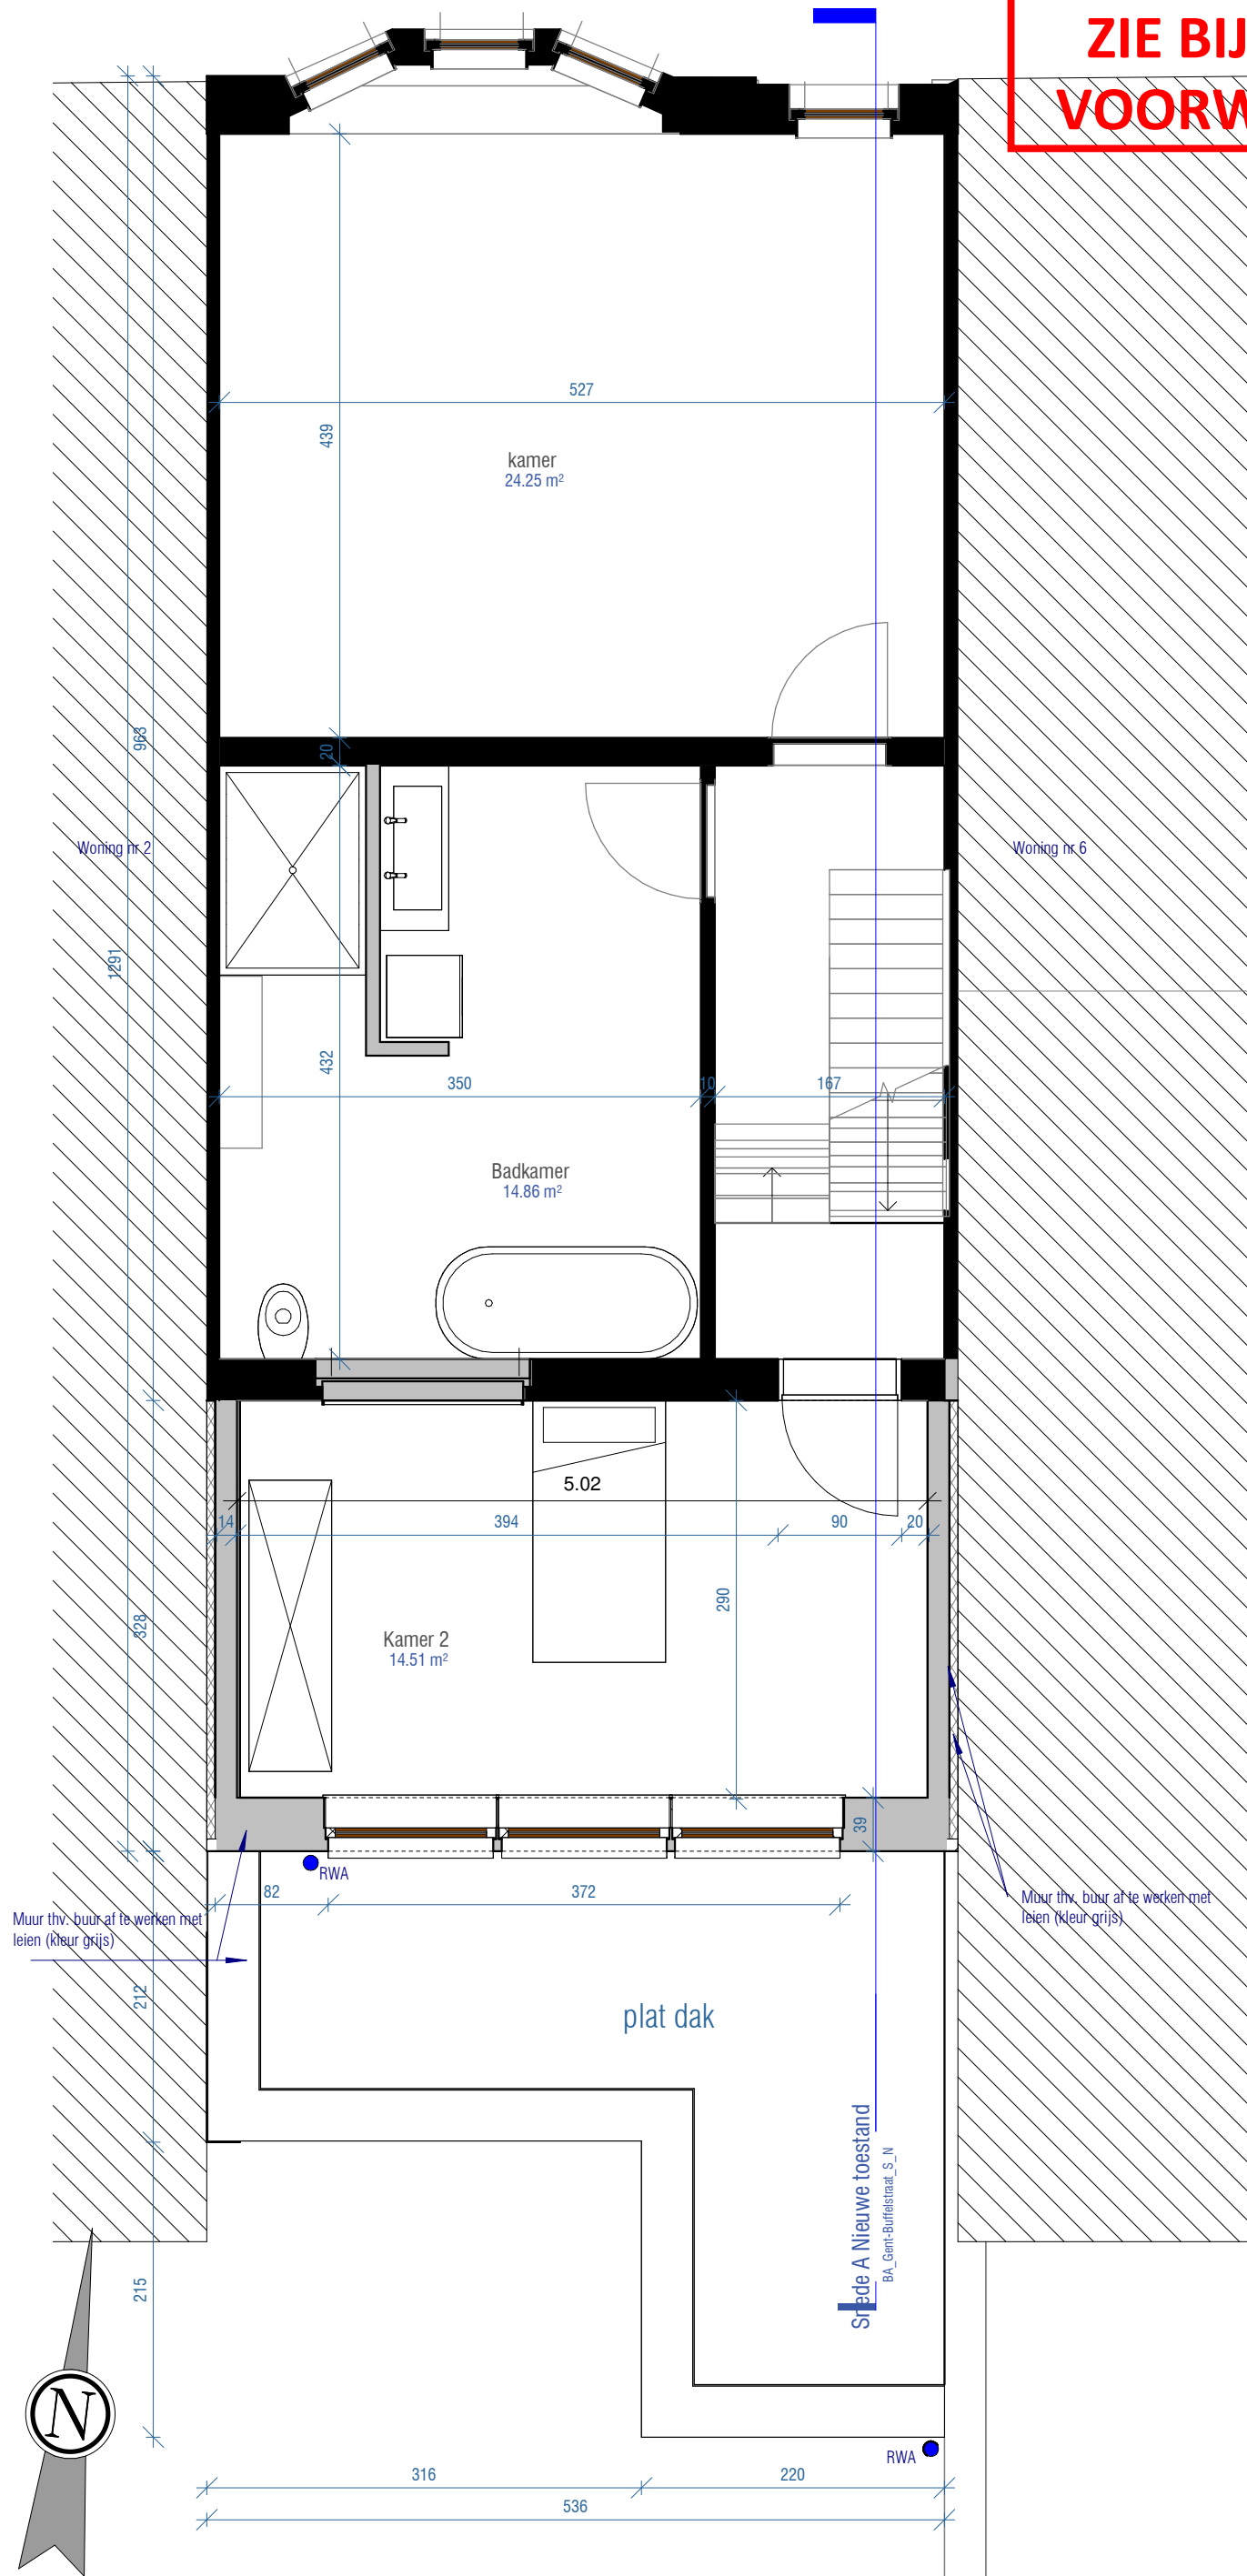 ZIE BIJ
VOORW
527
439
kamer
24.25 m²
963
20
Woning nr 2
Woning nr 6
1291
432
350
10
167
Badkamer
14.86 m²
5.02
14
394
90
20
290
328
Kamer 2
14.51 m²
39
RWA
82
372
Muur thv. buur af te werken met
leien (kleur grijs)
Muur thv. buur af te werken met
leien (kleur grijs)
212
plat dak
Snede A Nieuwe toestand
BA_Gent-Buffelstraat_S_N
215
N
RWA
316
220
536